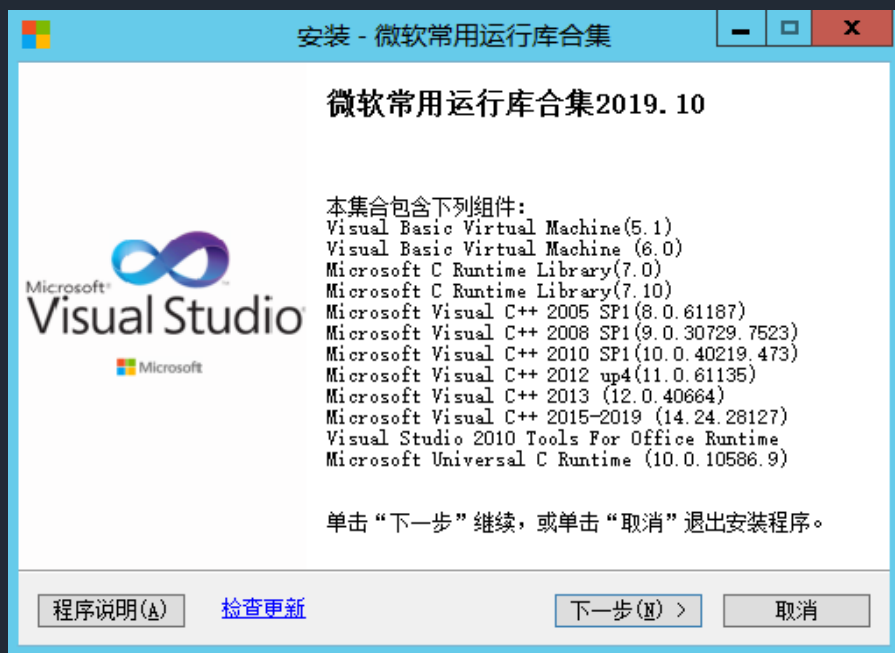 安装 - 微软常用运行库合集
微软常用运行库合集2019.10
本集合包含下列组件:
Visual Basic Virtual Machine(5.1)
Visual Basic Virtual Machine (6.0)
Microsoft C Runtime Library(7.0)
Microsoft C Runtime Library(7.10)
Microsoft Visual C++ 2005 SP1(8.0.61187)
Microsoft Visual C++ 2008 SP1(9.0.30729.7523)
Microsoft Visual C++ 2010 SP1(10.0.40219.473)
Microsoft Visual C++ 2012 up4(11.0.61135)
Microsoft Visual C++ 2013 (12.0.40664)
Microsoft Visual C++ 2015-2019 (14.24.28127)
Visual Studio 2010 Tools For Office Runtime
Microsoft Universal C Runtime (10.0.10586.9)
单击“下一步”继续，或单击“取消”退出安装程序。
Microsoft
Visual Studio
Microsoft
程序说明(A)
检查更新
下一步(N) >
取消